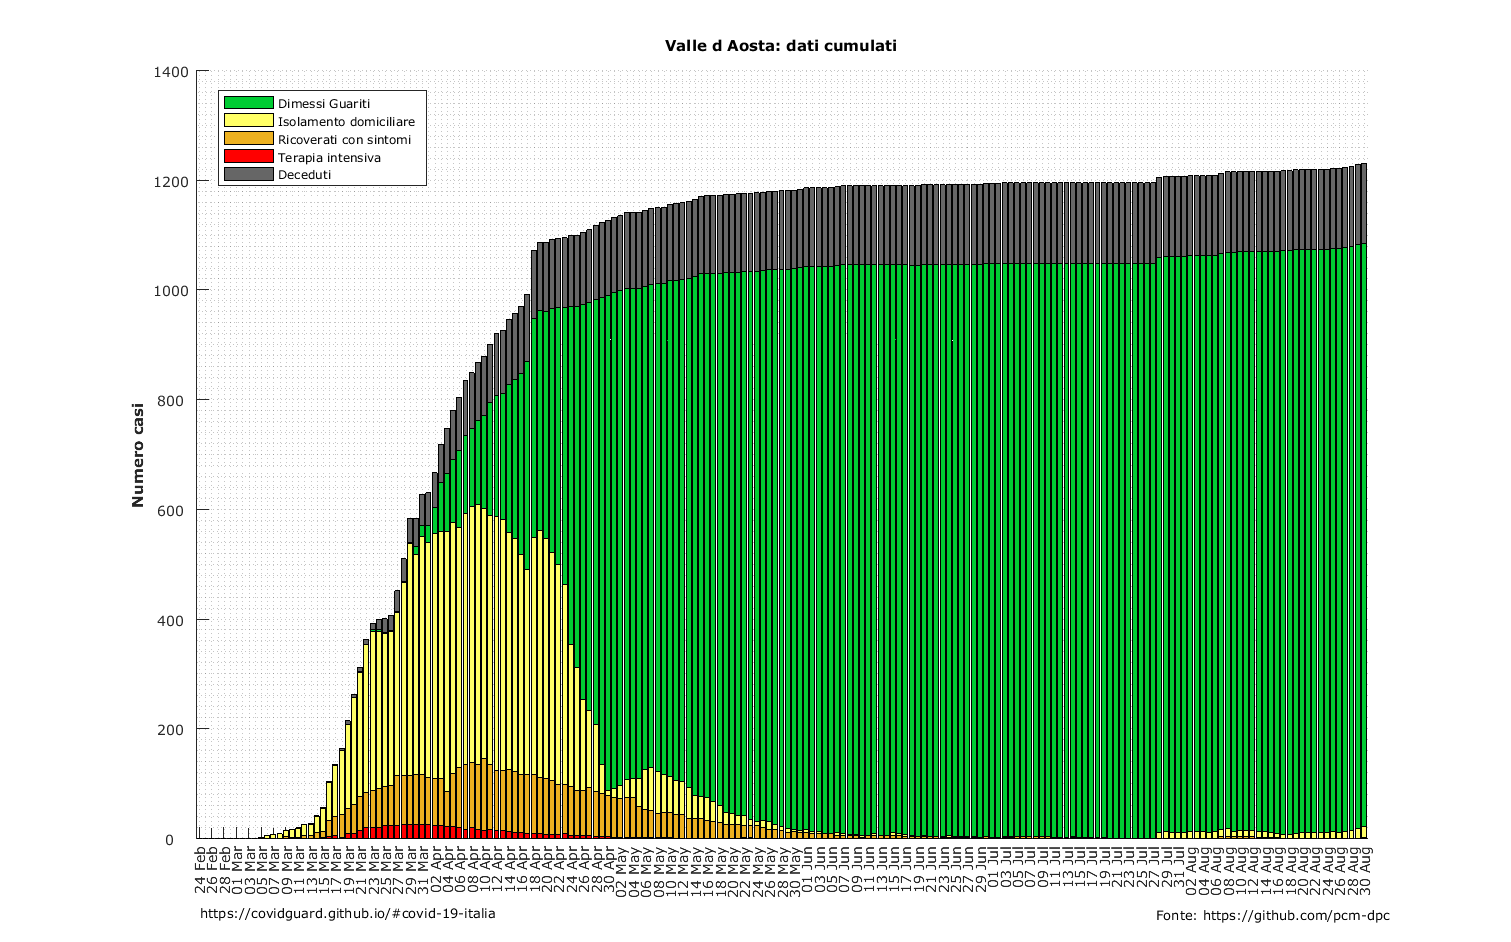 Valle d Aosta: dati cumulati
1400
1200
1000
800
600
400
200
0
Numero casi
Dimessi Guariti
Isolamento domiciliare
Ricoverati con sintomi
Terapia intensiva
Deceduti
24 Feb
26 Feb
28 Feb
01 Mar
03 Mar
05 Mar
07 Mar
09 Mar
11 Mar
13 Mar
15 Mar
17 Mar
19 Mar
21 Mar
23 Mar
25 Mar
27 Mar
29 Mar
31 Mar
02 Apr
04 Apr
06 Apr
08 Apr
10 Apr
12 Apr
14 Apr
16 Apr
18 Apr
20 Apr
22 Apr
24 Apr
26 Apr
28 Apr
30 Apr
02 May
04 May
06 May
08 May
10 May
12 May
14 May
16 May
18 May
20 May
22 May
24 May
26 May
28 May
30 May
01 Jun
03 Jun
05 Jun
07 Jun
09 Jun
11 Jun
13 Jun
15 Jun
17 Jun
19 Jun
21 Jun
23 Jun
25 Jun
27 Jun
29 Jun
01 Jul
03 Jul
05 Jul
07 Jul
09 Jul
11 Jul
13 Jul
15 Jul
17 Jul
19 Jul
21 Jul
23 Jul
25 Jul
27 Jul
29 Jul
31 Jul
02 Aug
04 Aug
06 Aug
08 Aug
10 Aug
12 Aug
14 Aug
16 Aug
18 Aug
20 Aug
22 Aug
24 Aug
26 Aug
28 Aug
30 Aug
https://covidguard.github.io/#covid-19-italia
Fonte: https://github.com/pcm-dpc